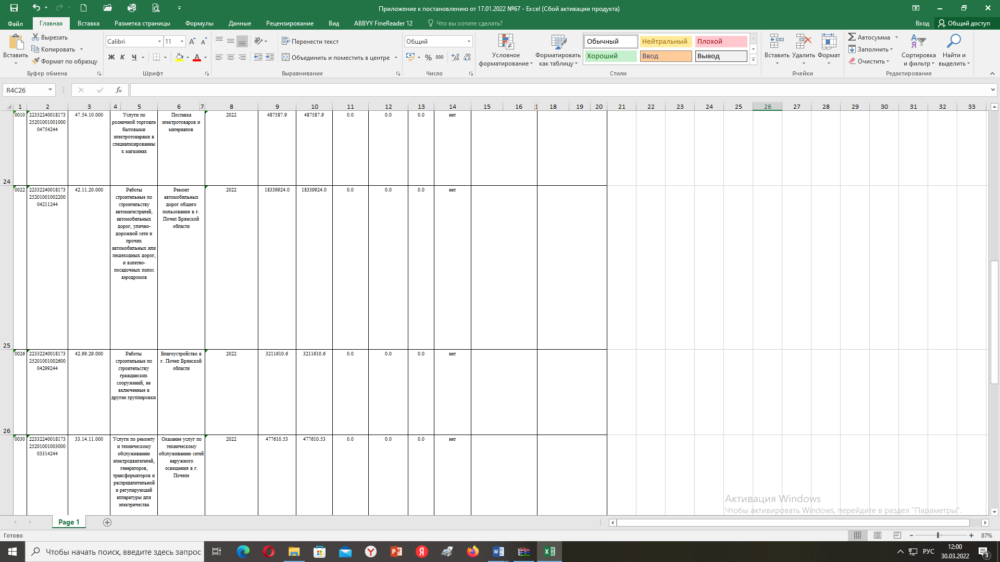 Приложение к постановлению от 17.01.2022 №67 - Excel (Сбой активации продукта)
Файл Главная Вставка Разметка страницы Формулы Данные Рецензирование Вид ABBYY FineReader 12 Что вы хотите сделать? Вход Общий доступ
Вставить
Вырезать
Копировать
Формат по образцу
Буфер обмена
Calibri 11
Ж К Ч
Шрифт
Перенести текст
Объединить и поместить в центре
Выравнивание
Общий
% 000
Число
Условное форматирование
Форматировать как таблицу
Обычный Нейтральный Плохой
Хороший Ввод Вывод
Стили
Вставить Удалить Формат
Ячейки
Автосумма
Заполнить
Очистить
Сортировка и фильтр
Найти и выделить
Редактирование
R4C26
fx
1 2 3 4 5 6 7 8 9 10 11 12 13 14 15 16 1 18 19 20 21 22 23 24 25 26 27 28 29 30 31 32 33
0010 22332240018173 47.54.10.000 Услуги по Поставка 2022 487587.9 487587.9 0.0 0.0 0.0 нет
25201001001000 розничной торговле электротоваров и
04754244 бытовыми материалов
электротоварами в
специализированны
х магазинах
24
0022 22332240018173 42.11.20.000 Работы Ремонт 2022 18339924.0 18339924.0 0.0 0.0 0.0 нет
25201001002200 строительные по автомобильных
04211244 строительству дорог общего
автомагистралей, пользования в г.
автомобильных Почеп Брянской
дорог, улично- области
дорожной сети и
прочих
автомобильных или
пешеходных дорог,
и взлетно-
посадочных полос
аэродромов
25
0026 22332240018173 42.99.29.000 Работы Благоустройство в 2022 3211610.6 3211610.6 0.0 0.0 0.0 нет
25201001002600 строительные по г. Почеп Брянской
04299244 строительству области
гражданских
сооружений, не
включенные в
другие группировки
26
0030 22332240018173 33.14.11.000 Услуги по ремонту Оказание услуг по 2022 477610.53 477610.53 0.0 0.0 0.0 нет
25201001003000 и техническому техническому
03314244 обслуживанию обслуживанию сетей
электродвигателей, наружного
генераторов, освещения в г.
трансформаторов и Почепе
распределительной
и регулирующей
аппаратуры для
электричества
Активация Windows
Чтобы активировать Windows, перейдите в раздел "Параметры".
Page 1
Готово
87%
Чтобы начать поиск, введите здесь запрос
РУС
12:00
30.03.2022
3